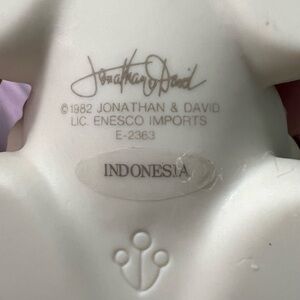 Jonathan & David
© 1982 JONATHAN & DAVID
LIC. ENESCO IMPORTS
E-2363
INDONESIA